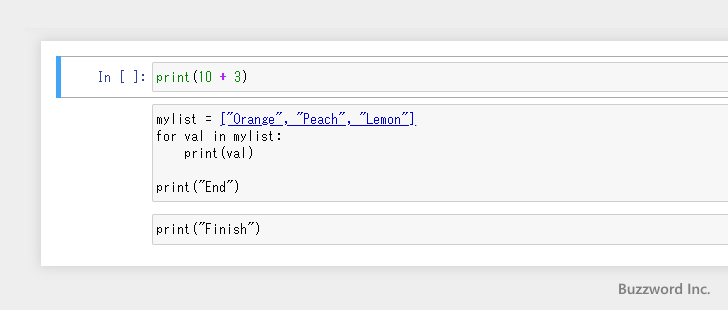 In [ ]: print(10 + 3)
mylist = ["Orange", "Peach", "Lemon"]
for val in mylist:
    print(val)
print("End")
print("Finish")
Buzzword Inc.